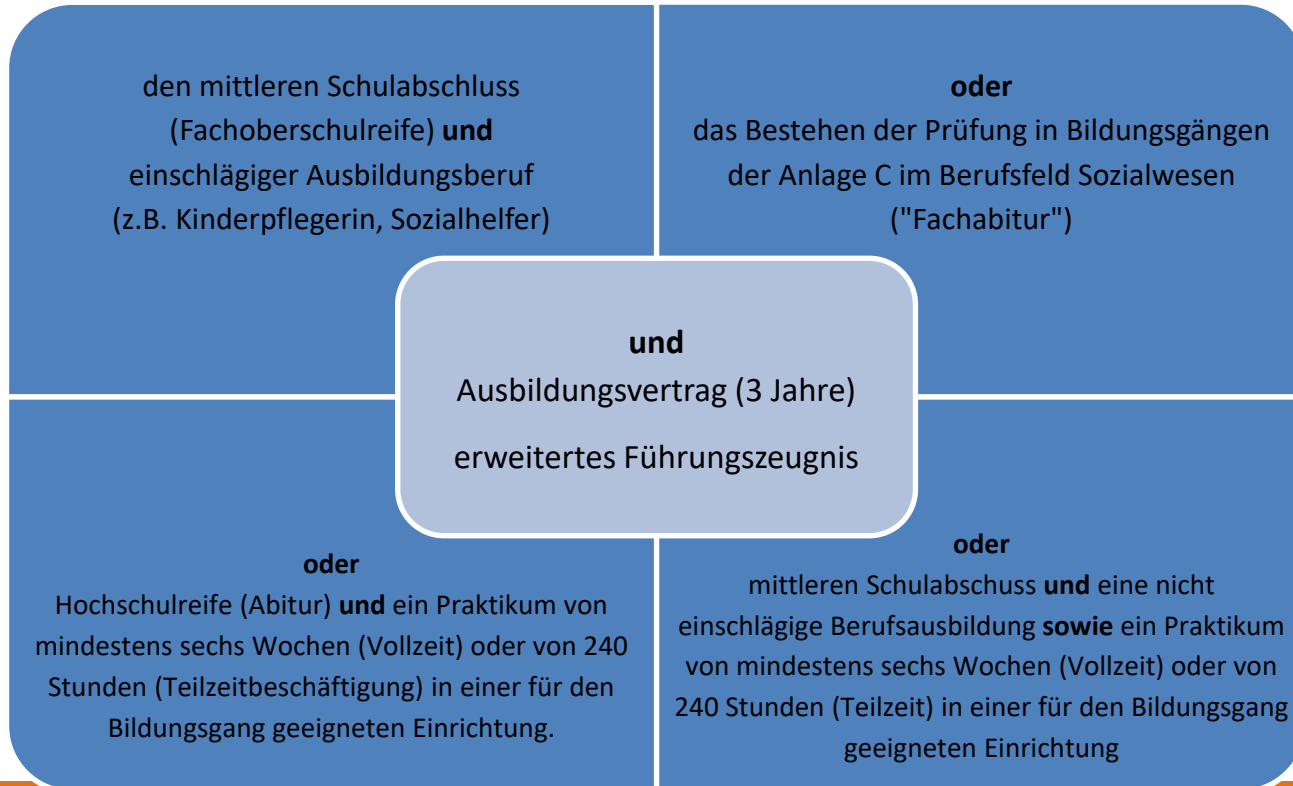 den mittleren Schulabschluss
(Fachoberschulreife) und
einschlägiger Ausbildungsberuf
(z.B. Kinderpflegerin, Sozialhelfer)
oder
das Bestehen der Prüfung in Bildungsgängen
der Anlage C im Berufsfeld Sozialwesen
("Fachabitur")
und
Ausbildungsvertrag (3 Jahre)
erweitertes Führungszeugnis
oder
Hochschulreife (Abitur) und ein Praktikum von
mindestens sechs Wochen (Vollzeit) oder von 240
Stunden (Teilzeitbeschäftigung) in einer für den
Bildungsgang geeigneten Einrichtung.
oder
mittleren Schulabschuss und eine nicht
einschlägige Berufsausbildung sowie ein Praktikum
von mindestens sechs Wochen (Vollzeit) oder von
240 Stunden (Teilzeit) in einer für den Bildungsgang
geeigneten Einrichtung